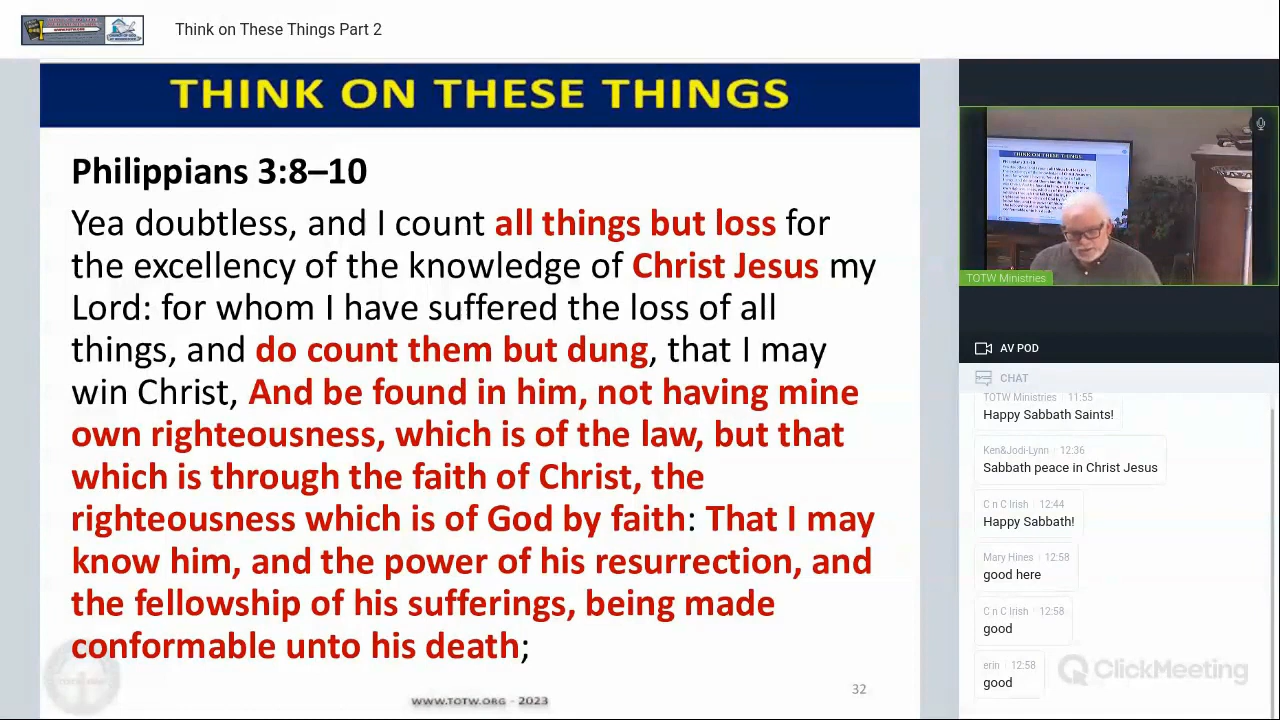 Think on These Things Part 2
THINK ON THESE THINGS
Philippians 3:8–10
Yea doubtless, and I count all things but loss for
the excellency of the knowledge of Christ Jesus my
Lord: for whom I have suffered the loss of all
things, and do count them but dung, that I may
win Christ, And be found in him, not having mine
own righteousness, which is of the law, but that
which is through the faith of Christ, the
righteousness which is of God by faith: That I may
know him, and the power of his resurrection, and
the fellowship of his sufferings, being made
conformable unto his death;
WWW.TOTW.ORG - 2023
32
THINK ON THESE THINGS
TOTW Ministries
AV POD
CHAT
TOTW Ministries 11:55
Happy Sabbath Saints!
Ken&Jodi-Lynn 12:36
Sabbath peace in Christ Jesus
C n C Irish 12:44
Happy Sabbath!
Mary Hines 12:58
good here
C n C Irish 12:58
good
erin 12:58
good
ClickMeeting